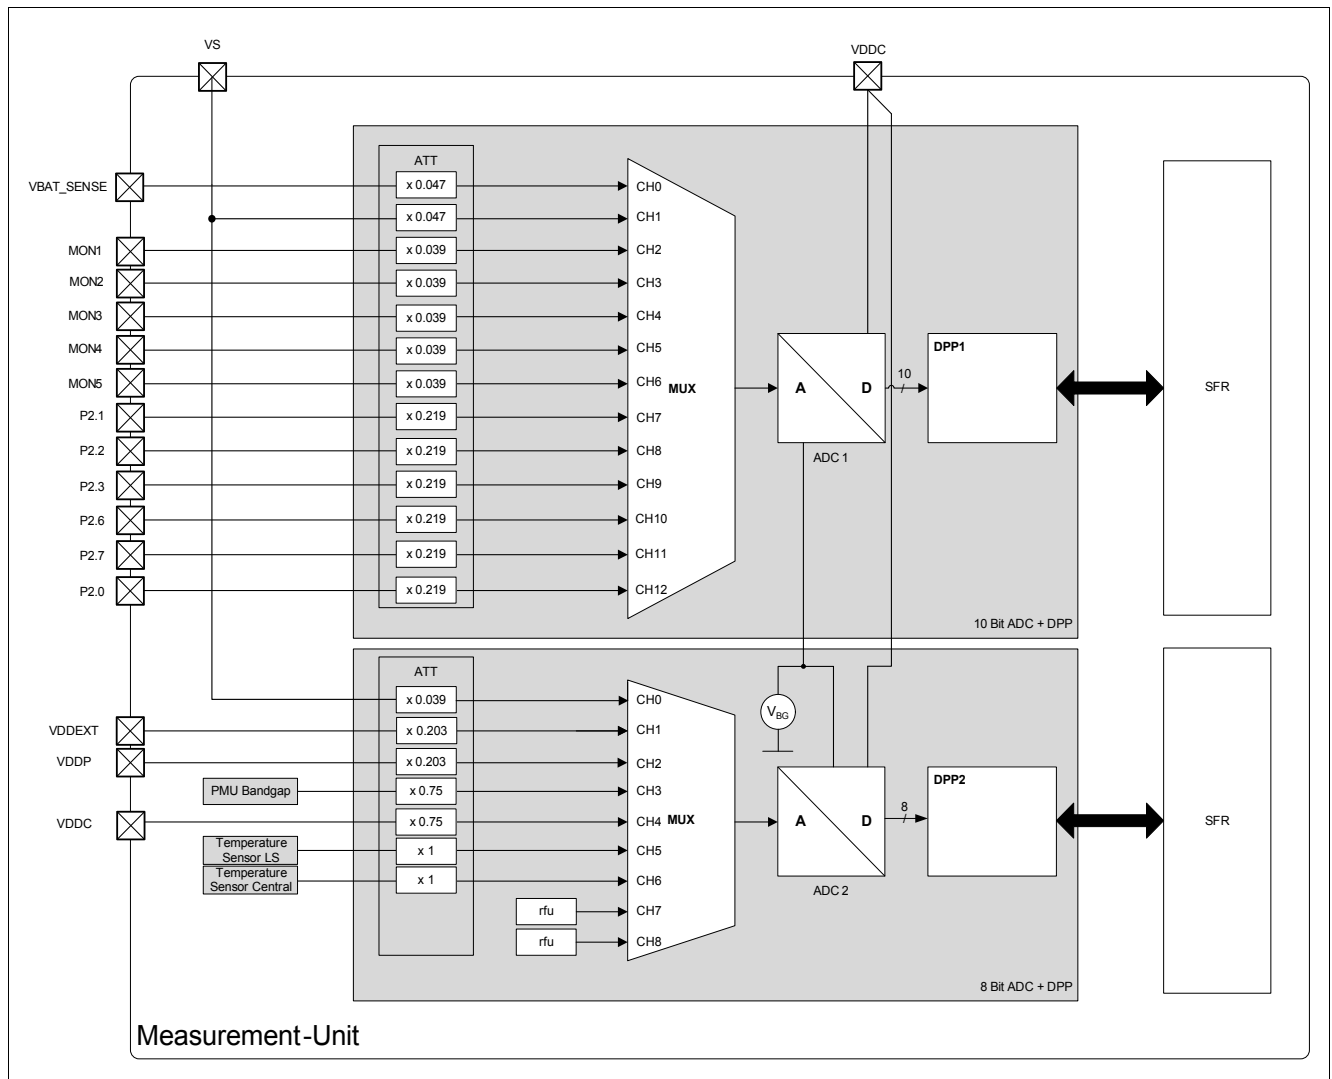 VS
VDDC
ATT
VBAT_SENSE
x 0.047
CH0
x 0.047
CH1
MON1
x 0.039
CH2
MON2
x 0.039
CH3
MON3
x 0.039
CH4
MON4
x 0.039
CH5
MON5
x 0.039
CH6
MUX
A
D
10
DPP1
SFR
P2.1
x 0.219
CH7
P2.2
x 0.219
CH8
ADC 1
P2.3
x 0.219
CH9
P2.6
x 0.219
CH10
P2.7
x 0.219
CH11
P2.0
x 0.219
CH12
10 Bit ADC + DPP
ATT
x 0.039
CH0
VBG
VDDEXT
x 0.203
CH1
VDDP
x 0.203
CH2
PMU Bandgap
x 0.75
CH3
VDDC
x 0.75
CH4
MUX
A
D
8
DPP2
SFR
Temperature
Sensor LS
x 1
CH5
Temperature
Sensor Central
x 1
CH6
ADC 2
rfu
CH7
rfu
CH8
8 Bit ADC + DPP
Measurement-Unit